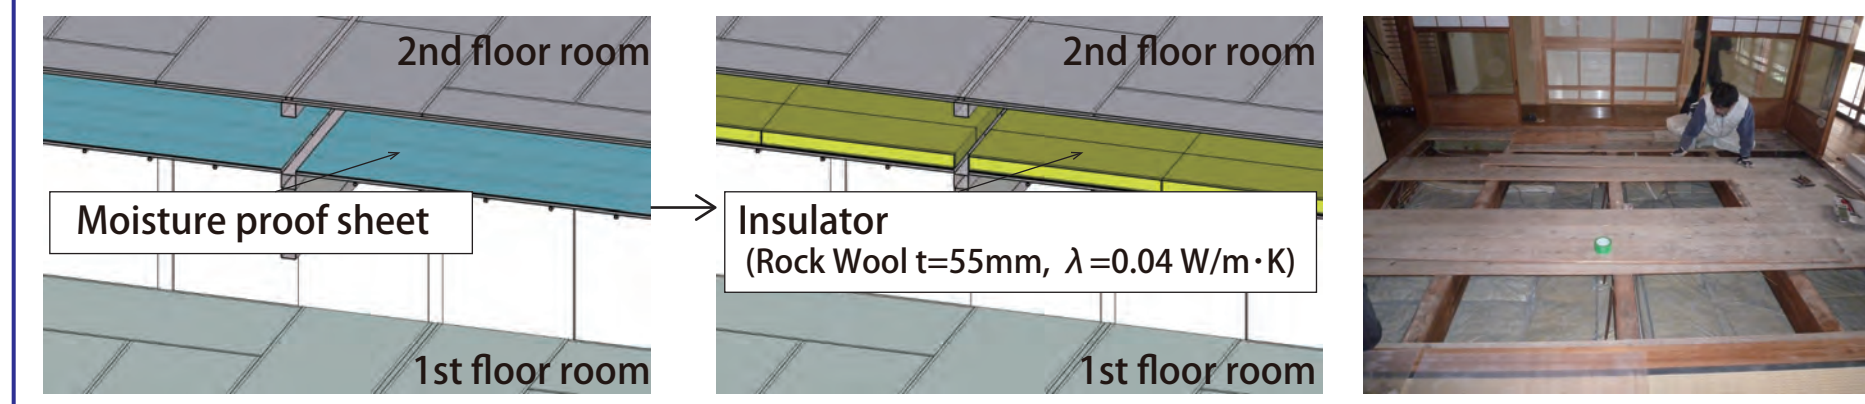 2nd floor room
Moisture proof sheet
1st floor room
2nd floor room
Insulator
(Rock Wool t=55mm, λ=0.04 W/m·K)
1st floor room